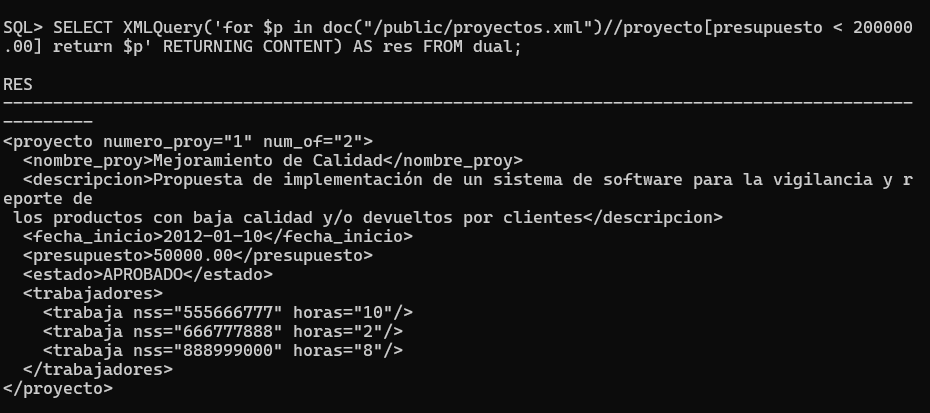 SQL> SELECT XMLQuery('for $p in doc("/public/proyectos.xml")//proyecto[presupuesto < 200000
.00] return $p' RETURNING CONTENT) AS res FROM dual;
RES
-------------------------------------------------------------------------------------------
---------
<proyecto numero_proy="1" num_of="2">
  <nombre_proy>Mejoramiento de Calidad</nombre_proy>
  <descripcion>Propuesta de implementación de un sistema de software para la vigilancia y r
eporte de
 los productos con baja calidad y/o devueltos por clientes</descripcion>
  <fecha_inicio>2012-01-10</fecha_inicio>
  <presupuesto>50000.00</presupuesto>
  <estado>APROBADO</estado>
  <trabajadores>
    <trabaja nss="555666777" horas="10"/>
    <trabaja nss="666777888" horas="2"/>
    <trabaja nss="888999000" horas="8"/>
  </trabajadores>
</proyecto>